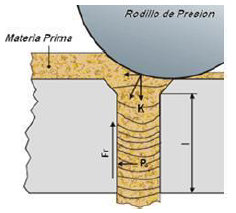 Rodillo de Presion
Materia Prima
K
Fr
P.
l